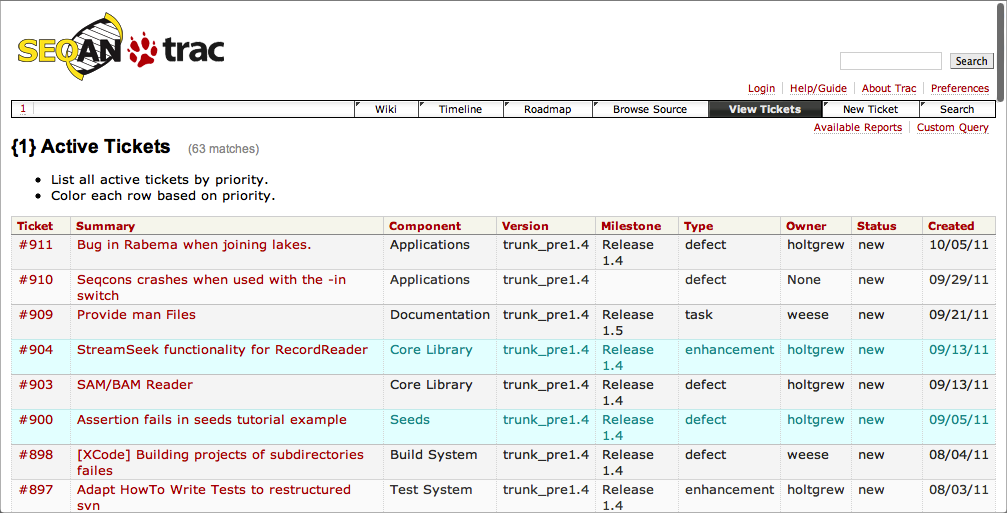 SEQAN trac
Search
Login Help/Guide About Trac Preferences
1 Wiki Timeline Roadmap Browse Source View Tickets New Ticket Search
Available Reports Custom Query
{1} Active Tickets (63 matches)
• List all active tickets by priority.
• Color each row based on priority.
Ticket Summary Component Version Milestone Type Owner Status Created
#911 Bug in Rabema when joining lakes. Applications trunk_pre1.4 Release defect holtgrew new 10/05/11
1.4
#910 Seqcons crashes when used with the -in Applications trunk_pre1.4 defect None new 09/29/11
switch
#909 Provide man Files Documentation trunk_pre1.4 Release task weese new 09/21/11
1.5
#904 StreamSeek functionality for RecordReader Core Library trunk_pre1.4 Release enhancement holtgrew new 09/13/11
1.4
#903 SAM/BAM Reader Core Library trunk_pre1.4 Release defect holtgrew new 09/13/11
1.4
#900 Assertion fails in seeds tutorial example Seeds trunk_pre1.4 Release defect holtgrew new 09/05/11
1.4
#898 [XCode] Building projects of subdirectories Build System trunk_pre1.4 Release defect weese new 08/04/11
failes 1.4
#897 Adapt HowTo Write Tests to restructured Test System trunk_pre1.4 Release enhancement holtgrew new 08/03/11
svn 1.4